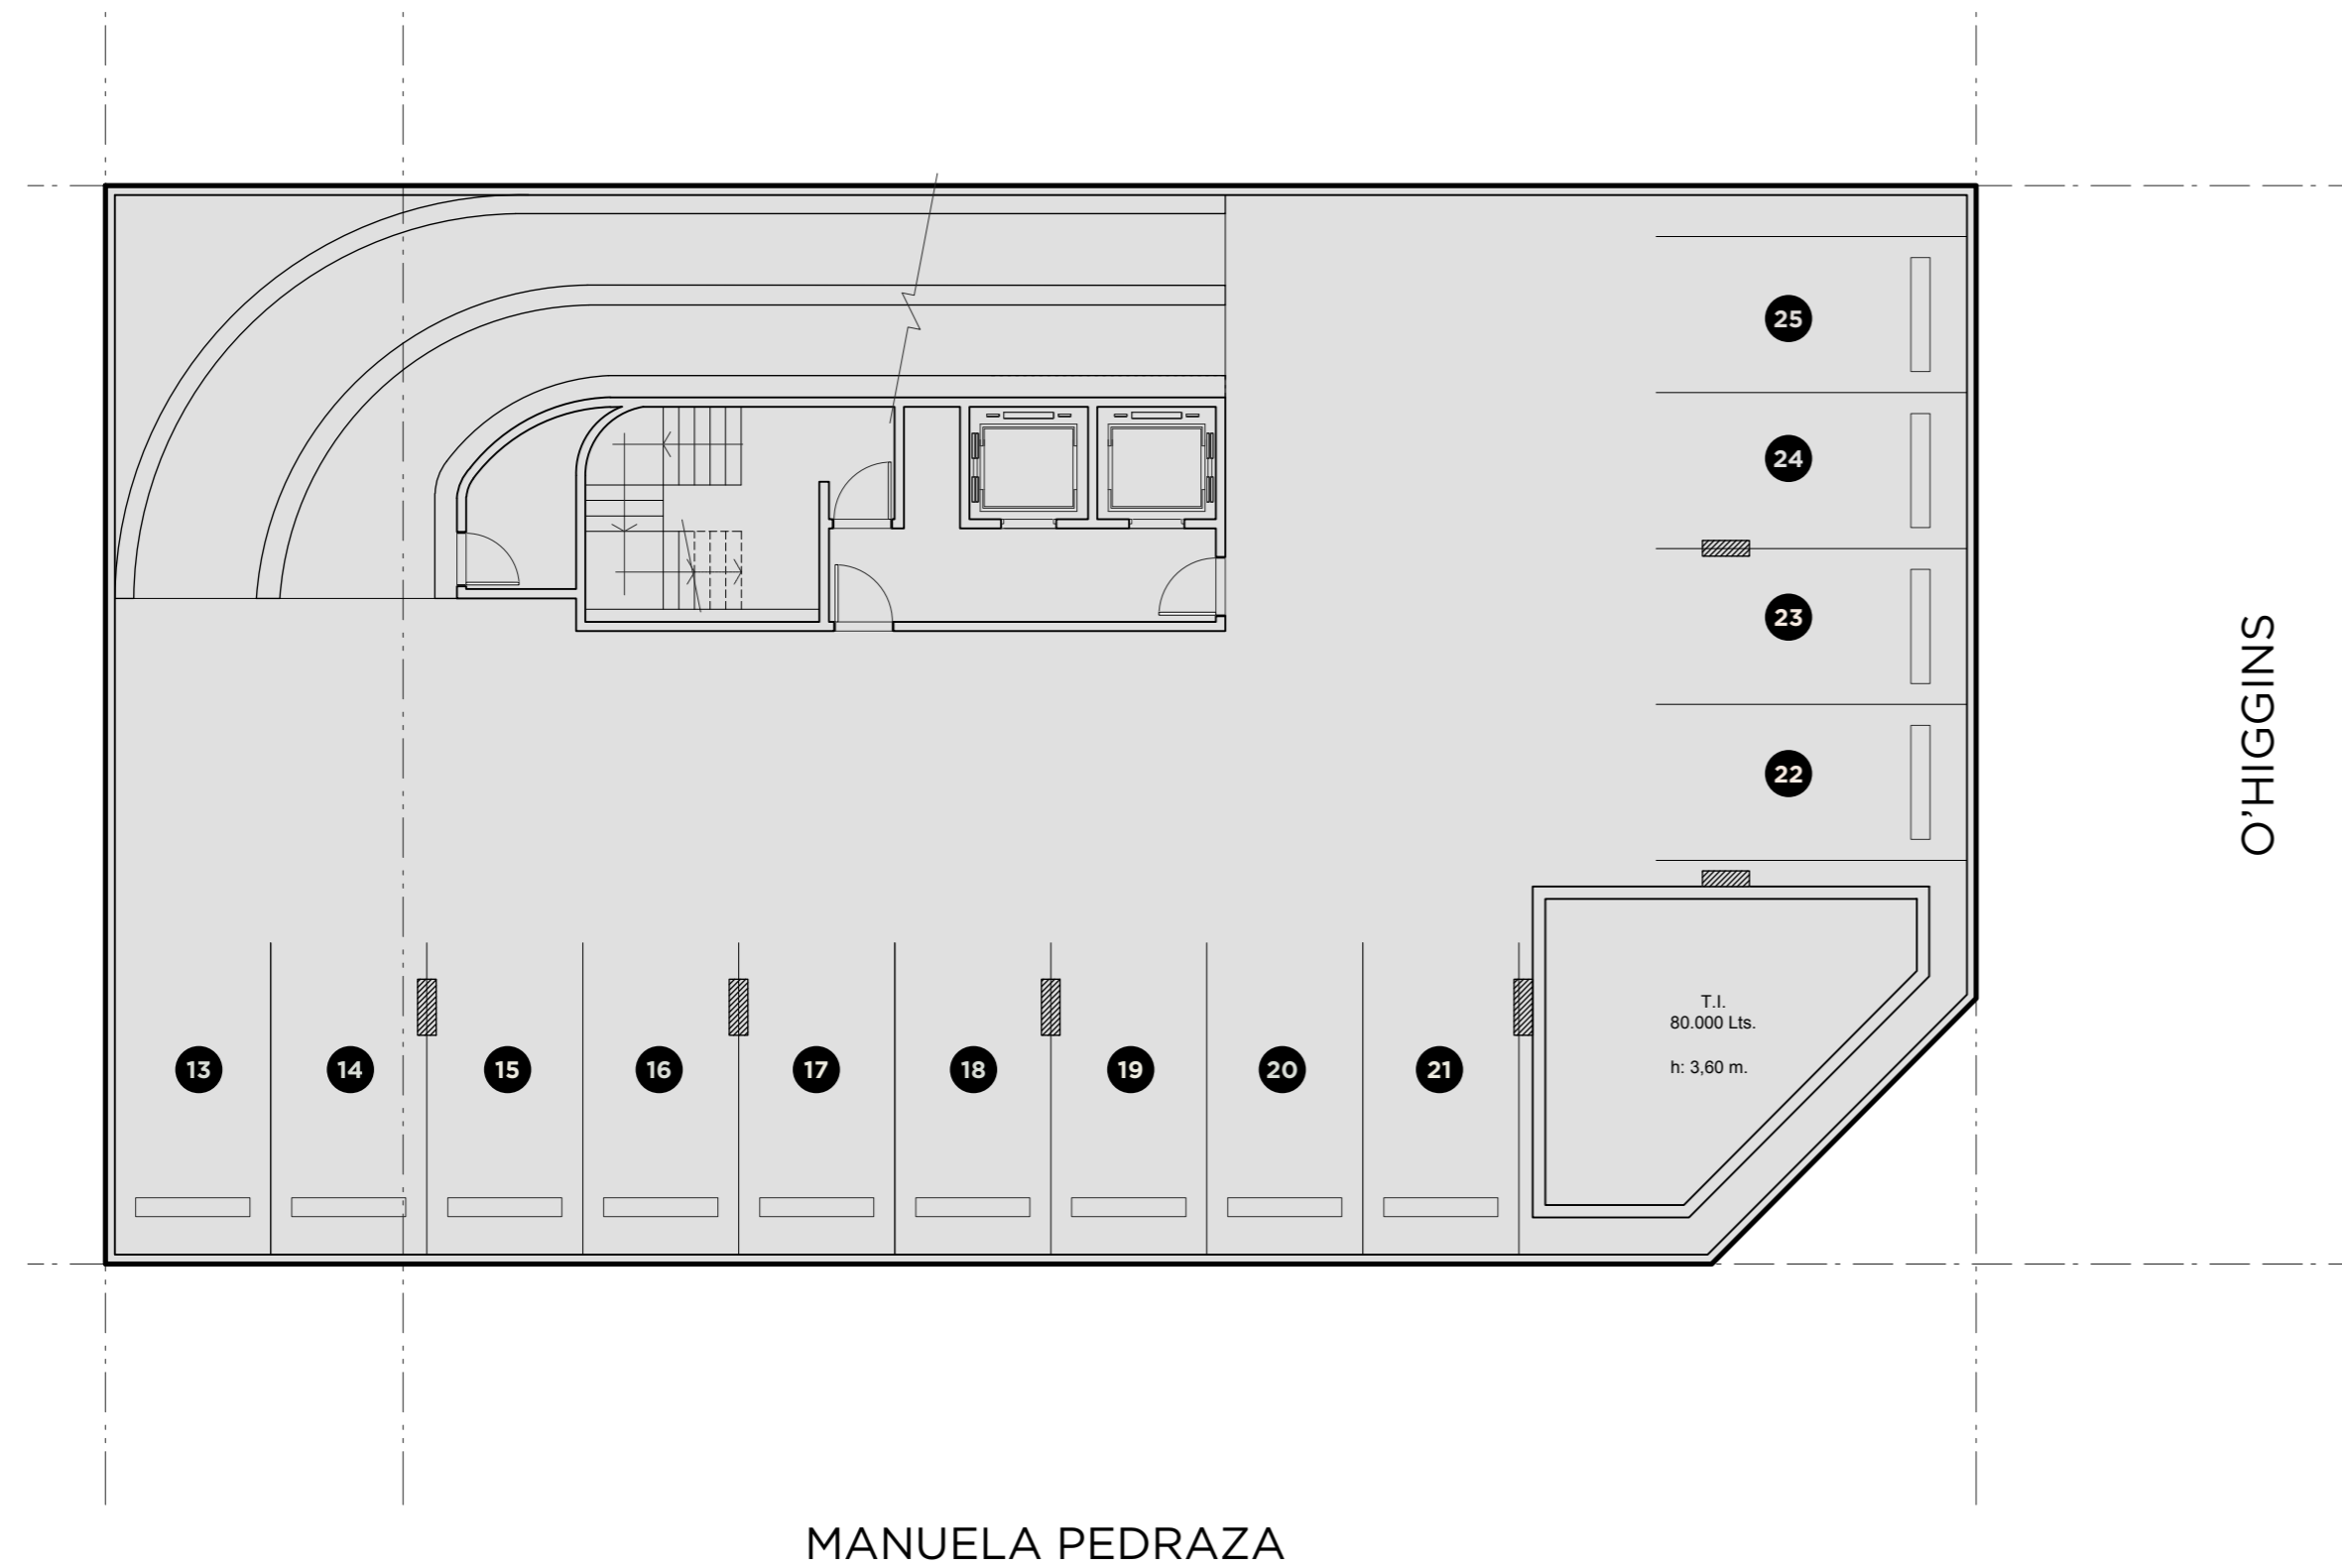 25
24
23
22
O'HIGGINS
T.I.
80.000 Lts.
h: 3,60 m.
13
14
15
16
17
18
19
20
21
MANUELA PEDRAZA